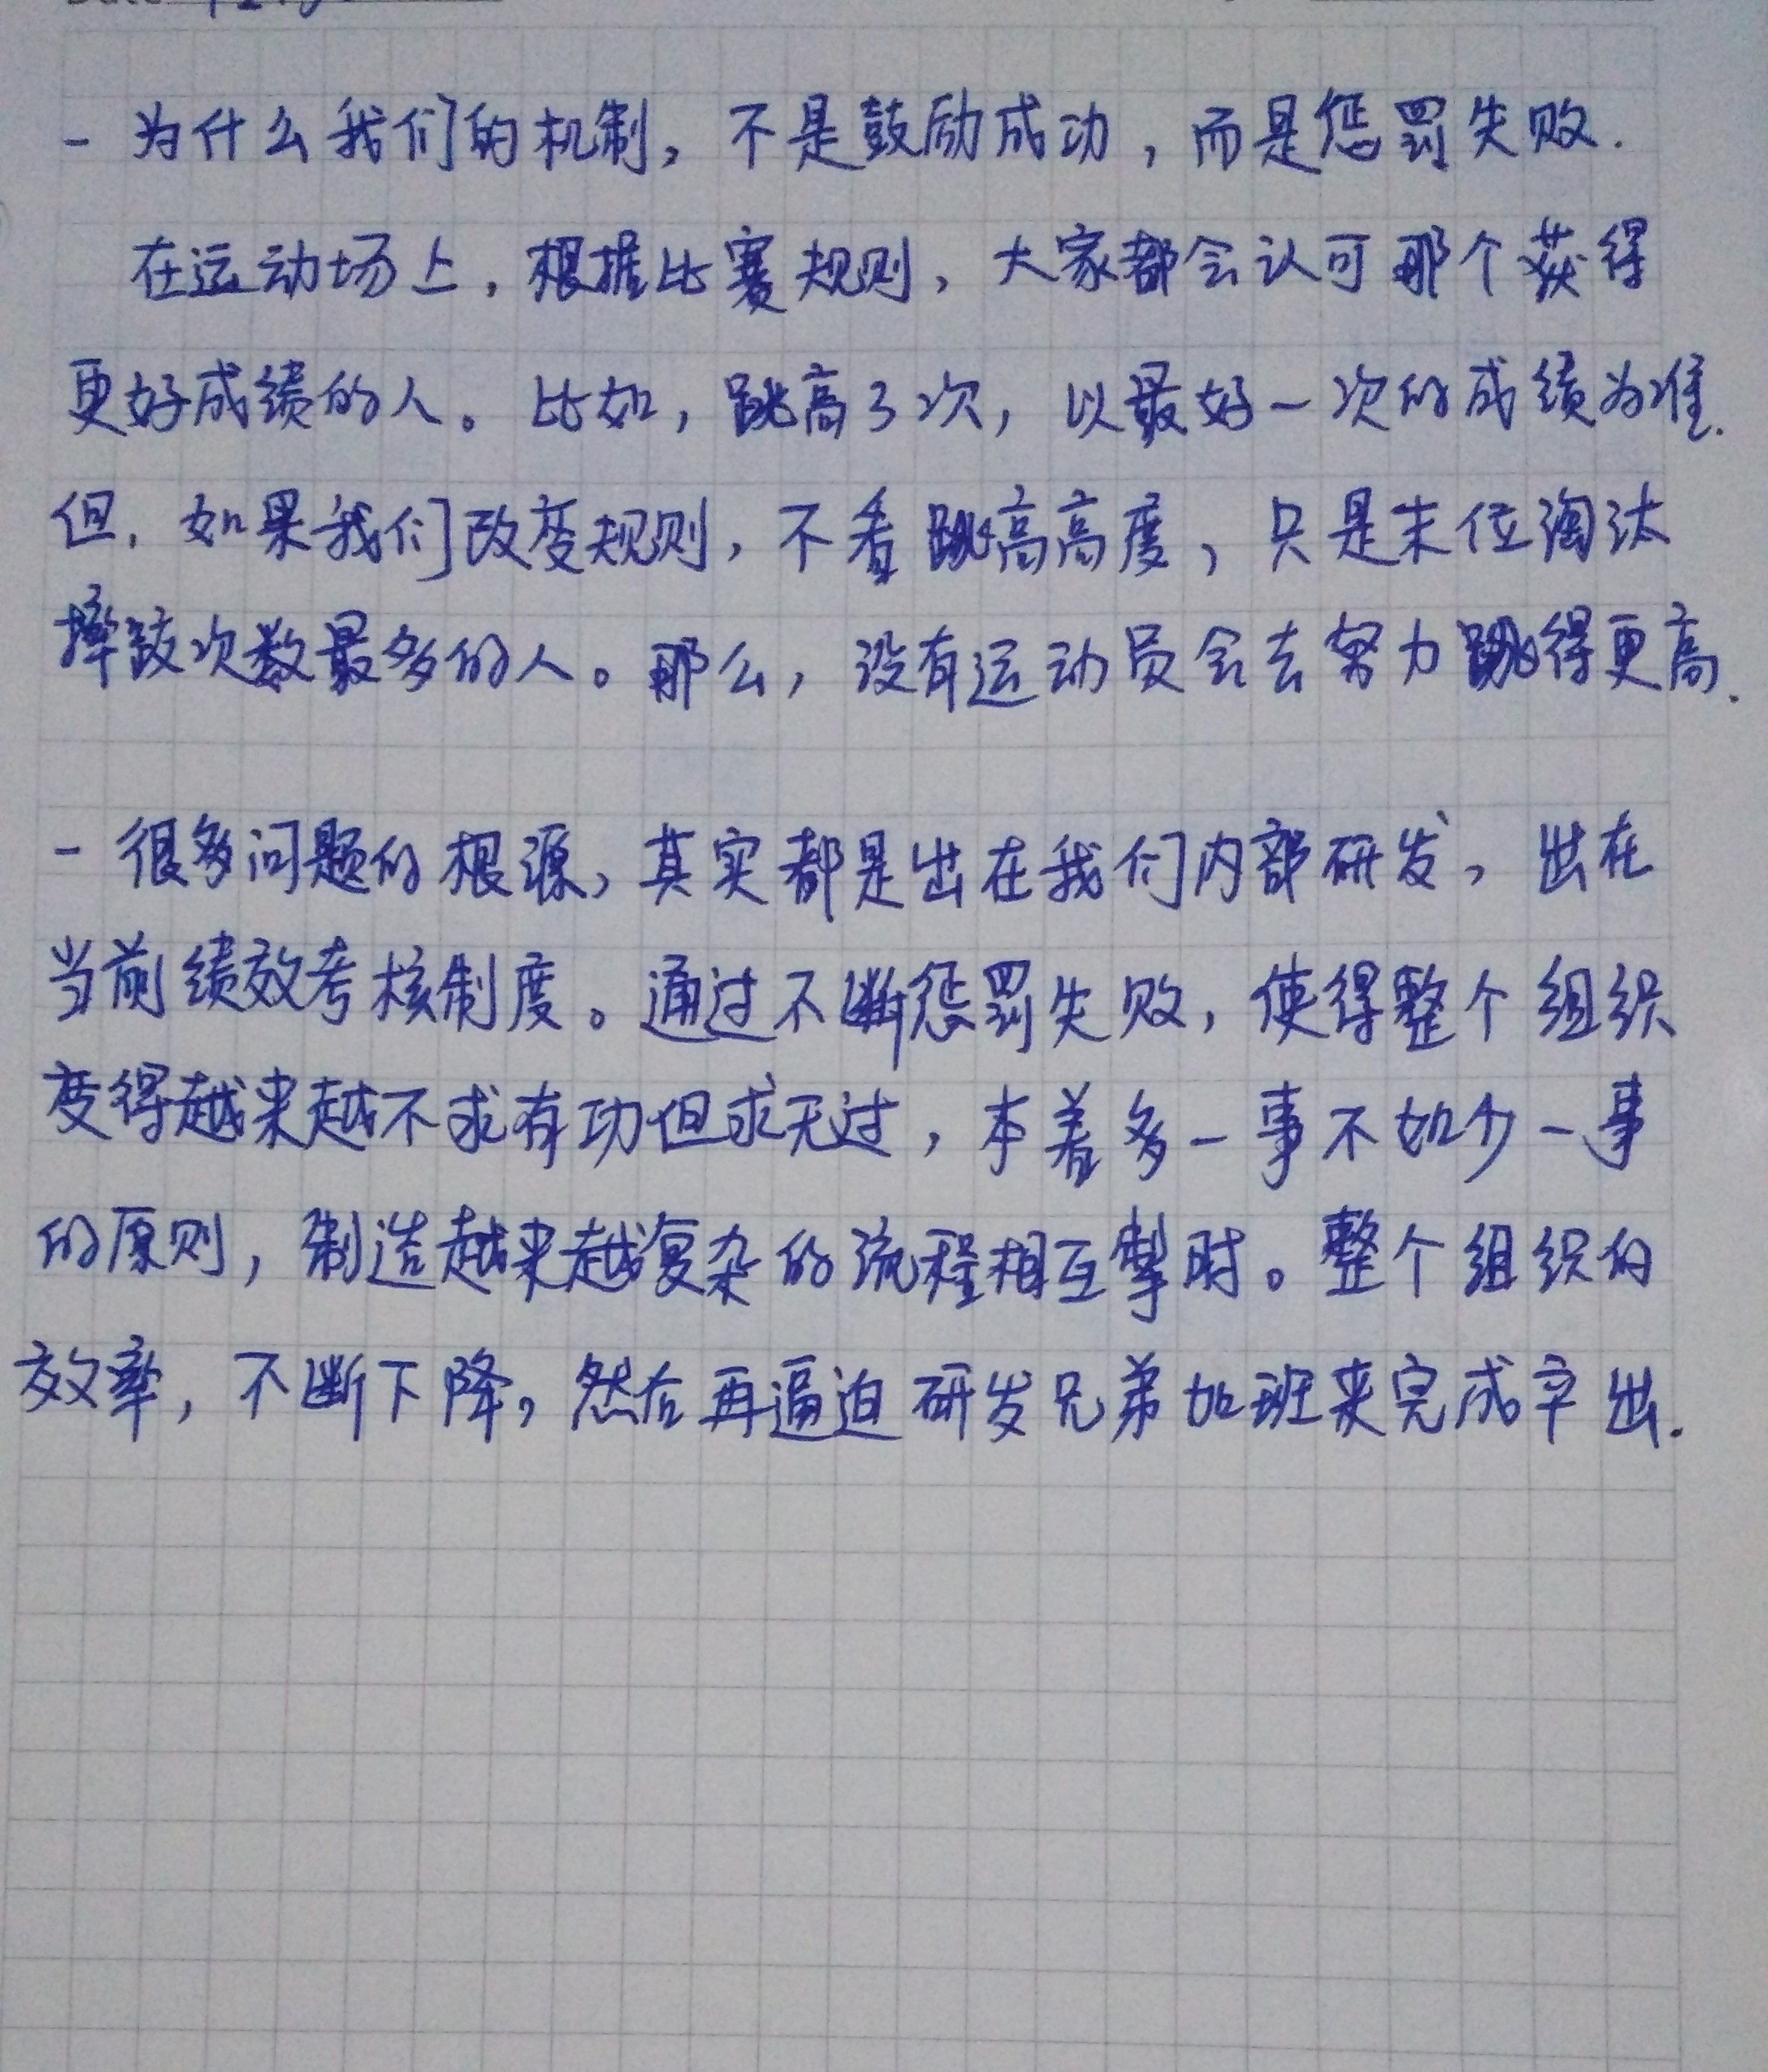 - 为什么我们的机制，不是鼓励成功，而是惩罚失败.
在运动场上，根据比赛规则，大家都会认可那个获得
更好成绩的人。比如，跳高3次，以最好一次的成绩为准.
但，如果我们改变规则，不看跳高高度，只是末位淘汰
摔跤次数最多的人。那么，没有运动员会去努力跳得更高.
- 很多问题的根源，其实都是出在我们内部研发，出在
当前绩效考核制度。通过不断惩罚失败，使得整个组织
变得越来越不求有功但求无过，本着多一事不如少一事
的原则，制造越来越复杂的流程相互掣肘。整个组织的
效率，不断下降，然后再逼迫研发兄弟加班来完成产出.